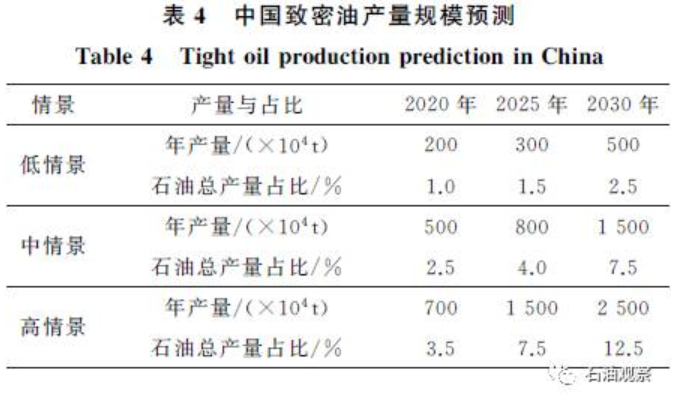 表 4 中国致密油产量规模预测
Table 4 Tight oil production prediction in China
情景 产量与占比 2020 年 2025 年 2030 年
低情景 年产量/(×10⁴t) 200 300 500
石油总产量占比/% 1.0 1.5 2.5
中情景 年产量/(×10⁴t) 500 800 1 500
石油总产量占比/% 2.5 4.0 7.5
高情景 年产量/(×10⁴t) 700 1 500 2 500
石油总产量占比/% 3.5 7.5 12.5
石油观察